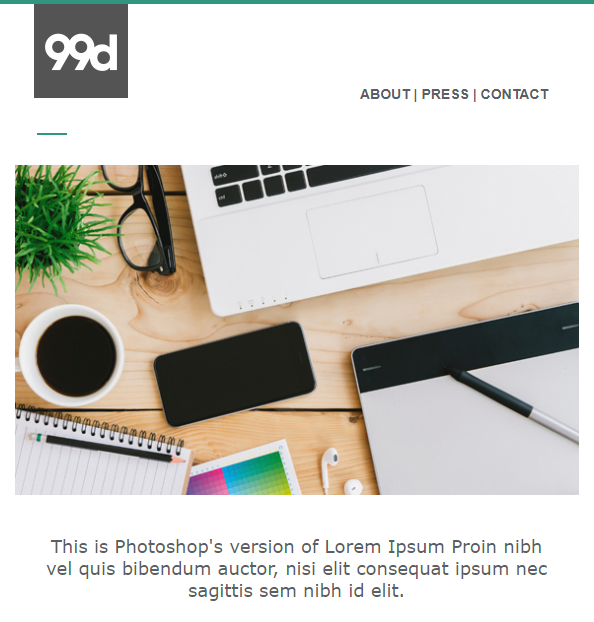 99d
ABOUT | PRESS | CONTACT
This is Photoshop's version of Lorem Ipsum Proin nibh
vel quis bibendum auctor, nisi elit consequat ipsum nec
sagittis sem nibh id elit.